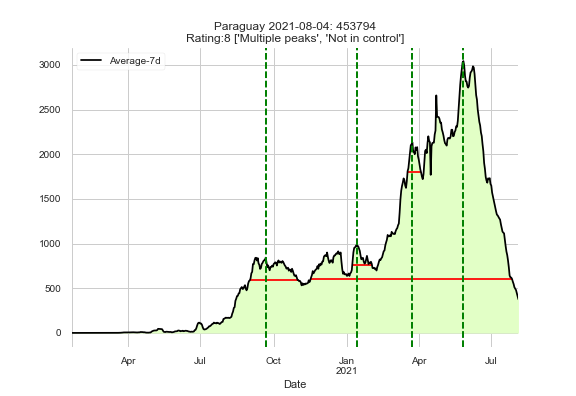 Paraguay 2021-08-04: 453794
Rating:8 ['Multiple peaks', 'Not in control']
Average-7d
3000
2500
2000
1500
1000
500
0
Apr
Jul
Oct
Jan
2021
Apr
Jul
Date